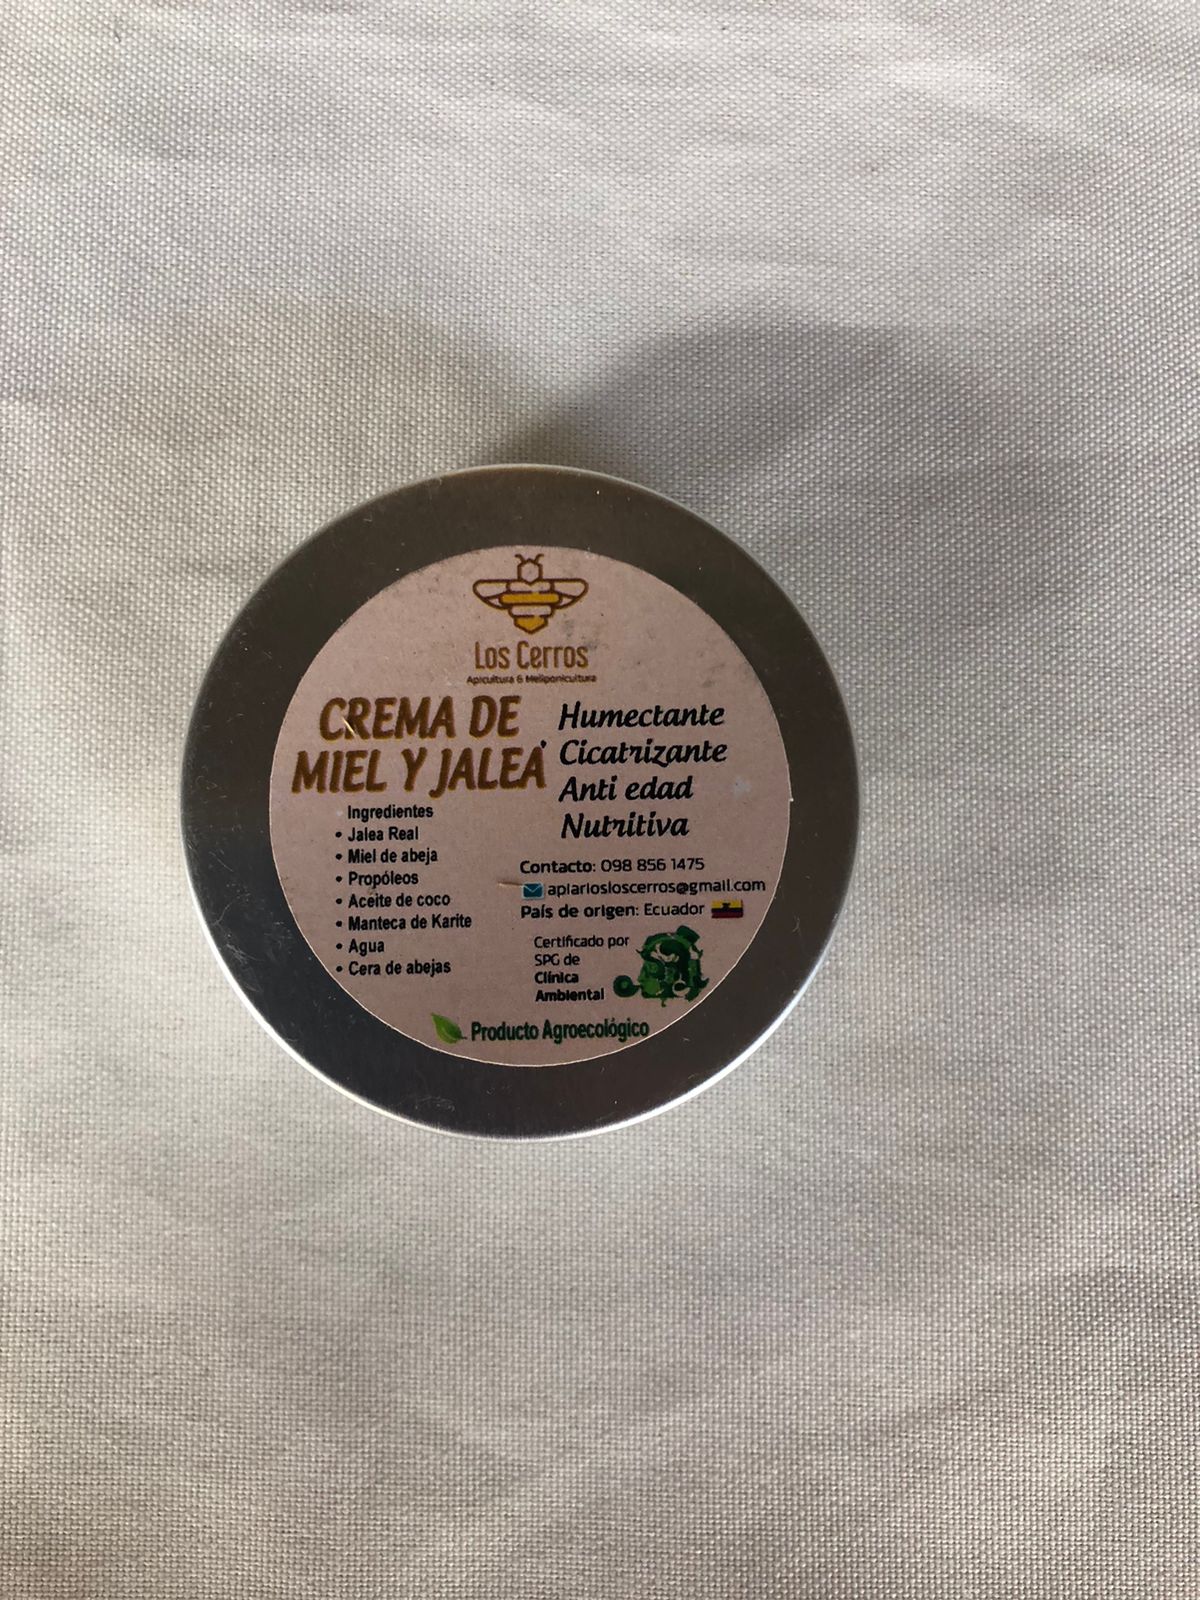 Los Cerros
Apicultura & Meliponicultura
CREMA DE
MIEL Y JALEA
Ingredientes
• Jalea Real
• Miel de abeja
• Propóleos
• Aceite de coco
• Manteca de Karite
• Agua
• Cera de abejas
Humectante
Cicatrizante
Anti edad
Nutritiva
Contacto: 098 856 1475
apiariosloscerros@gmail.com
País de origen: Ecuador
Certificado por
SPG de
Clínica
Ambiental
Producto Agroecológico